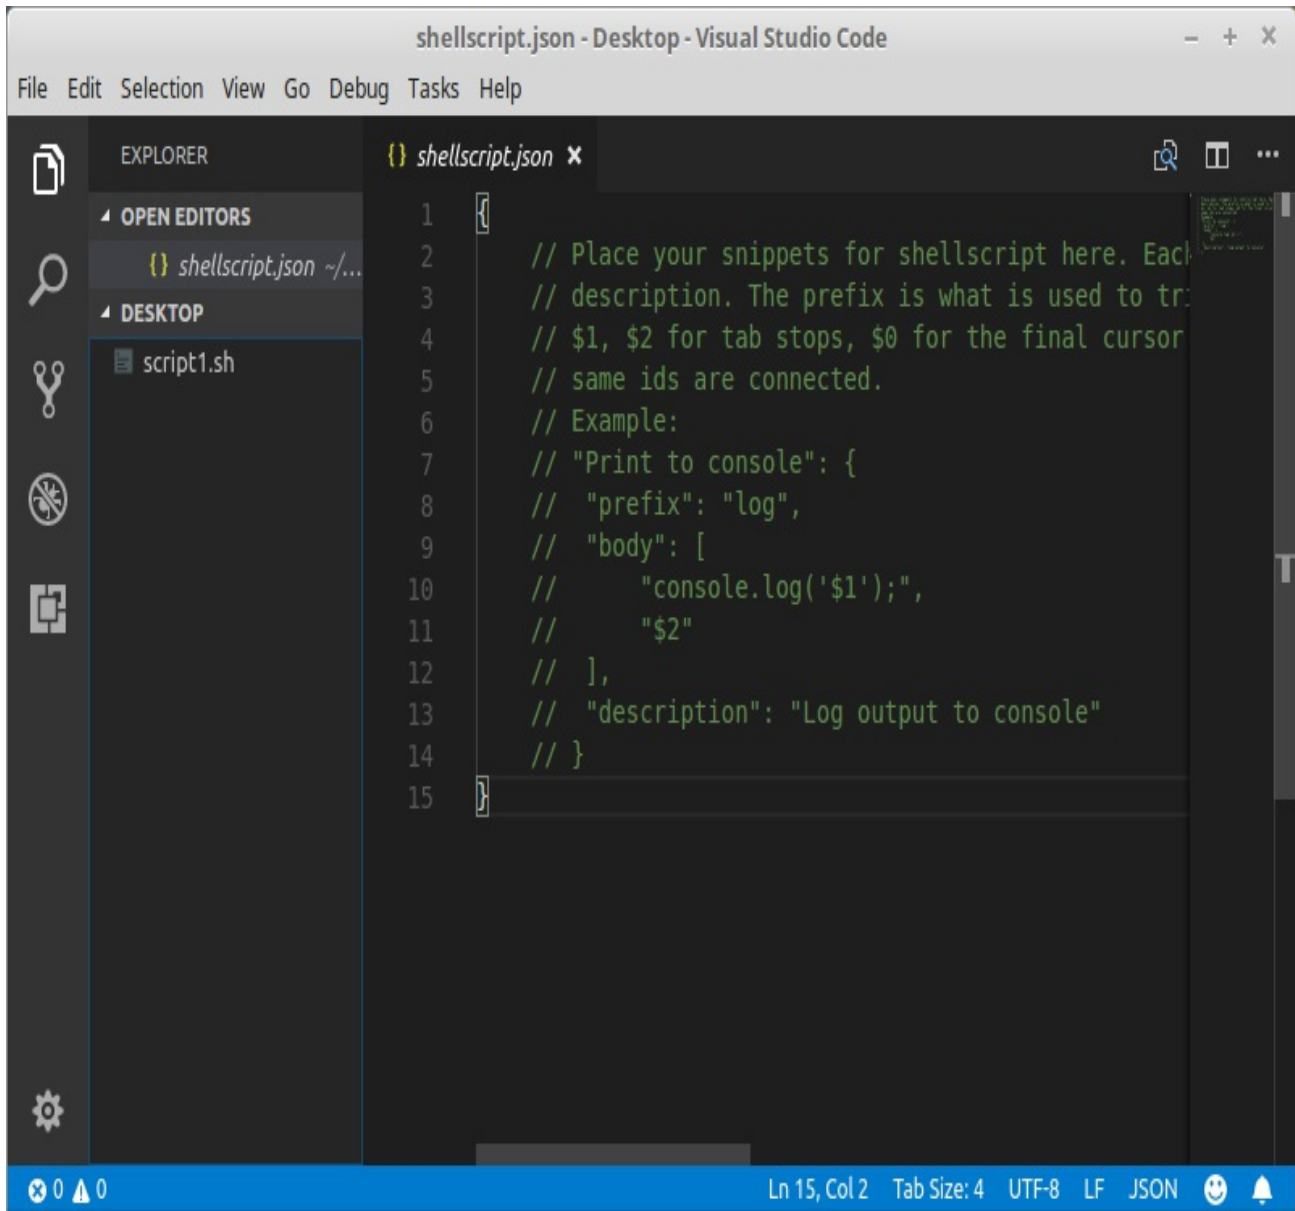 shellscript.json - Desktop - Visual Studio Code
File Edit Selection View Go Debug Tasks Help
EXPLORER
OPEN EDITORS
{} shellscript.json ~/...
DESKTOP
script1.sh
{} shellscript.json
1 {
2 // Place your snippets for shellscript here. Each
3 // description. The prefix is what is used to tri
4 // $1, $2 for tab stops, $0 for the final cursor
5 // same ids are connected.
6 // Example:
7 // "Print to console": {
8 //  "prefix": "log",
9 //  "body": [
10 //      "console.log('$1');",
11 //      "$2"
12 //  ],
13 //  "description": "Log output to console"
14 // }
15 }
0 0 Ln 15, Col 2 Tab Size: 4 UTF-8 LF JSON